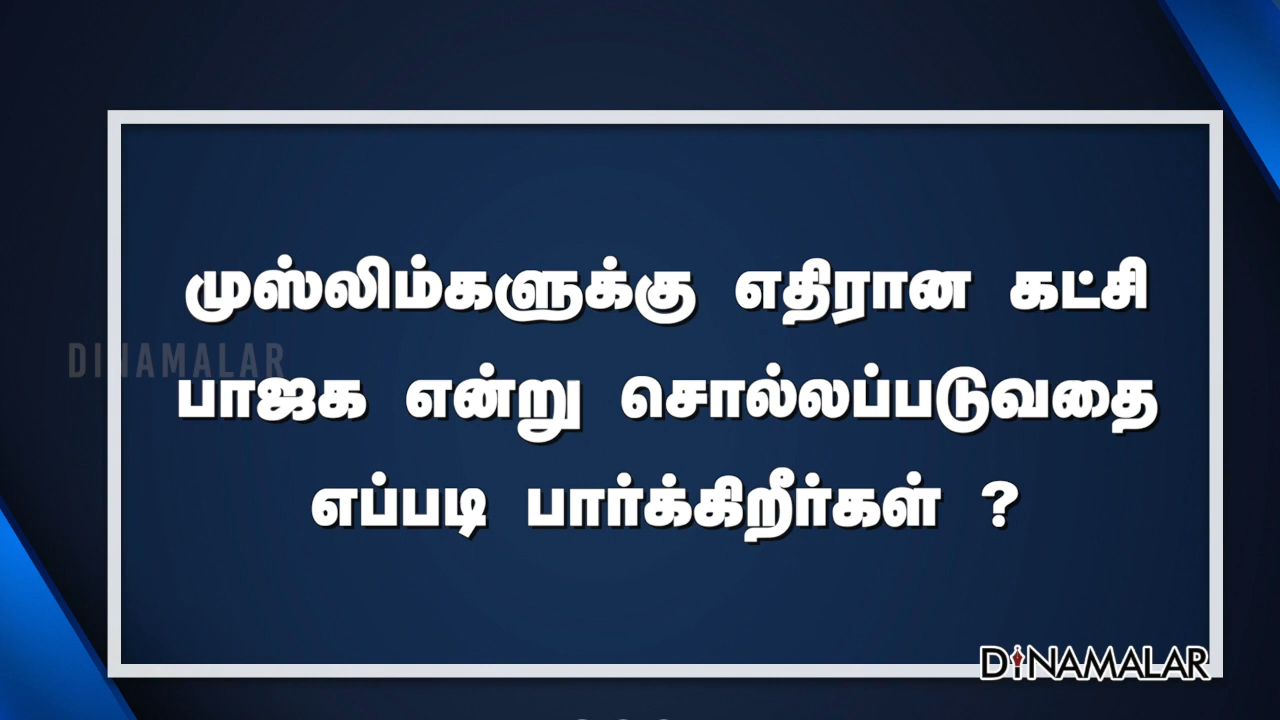 முஸ்லிம்களுக்கு எதிரான கட்சி
DINAMALAR
பாஜக என்று சொல்லப்படுவதை
எப்படி பார்க்கிறீர்கள் ?
DINAMALAR